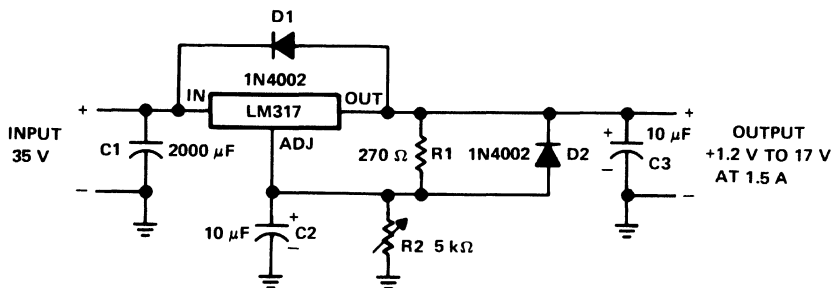 D1
1N4002
IN
LM317
OUT
ADJ
+
−
INPUT
35 V
C1
2000 μF
270 Ω
R1
1N4002
D2
+
−
10 μF
C3
+
−
OUTPUT
+1.2 V TO 17 V
AT 1.5 A
10 μF
+
−
C2
R2 5 kΩ